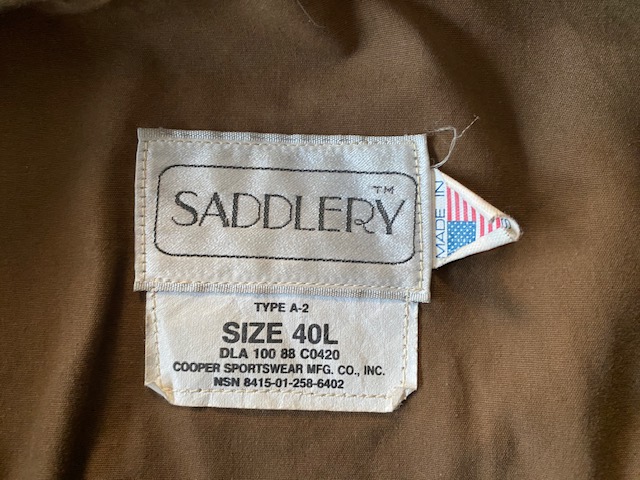 SADDLERY™
MADE IN
TYPE A-2
SIZE 40L
DLA 100 88 C0420
COOPER SPORTSWEAR MFG. CO., INC.
NSN 8415-01-258-6402